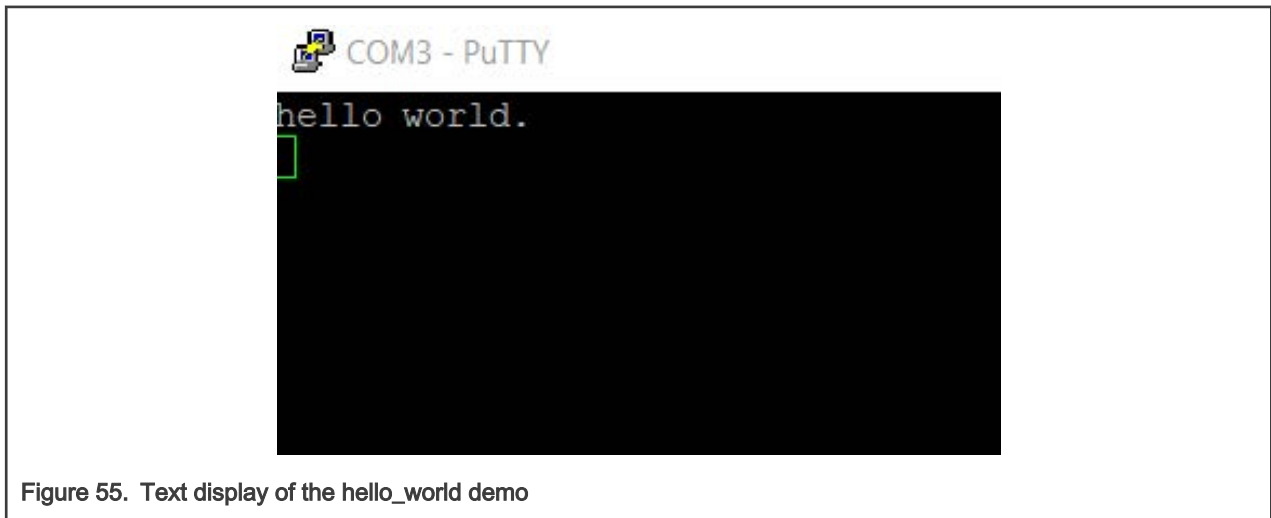 COM3 - PuTTY
hello world.
Figure 55. Text display of the hello_world demo